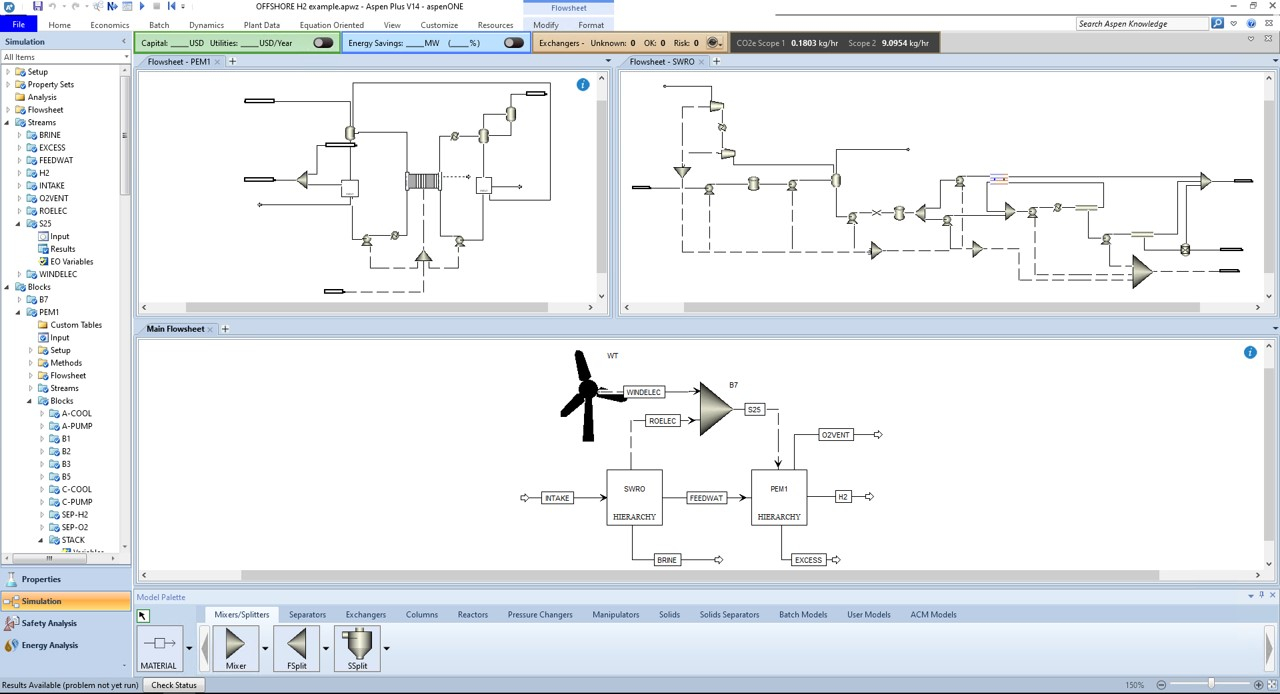 OFFSHORE H2 example.apwz - Aspen Plus V14 - aspenONE
Flowsheet
File Home Economics Batch Dynamics Plant Data Equation Oriented View Customize Resources Modify Format
Search Aspen Knowledge
Simulation
Capital: ____USD Utilities: ____USD/Year
Energy Savings: ____MW (____%)
Exchangers - Unknown: 0 OK: 0 Risk: 0
CO2e Scope 1 0.1803 kg/hr Scope 2 9.0954 kg/hr
All Items
Setup
Property Sets
Analysis
Flowsheet
Streams
BRINE
EXCESS
FEEDWAT
H2
INTAKE
O2VENT
ROELEC
S25
Input
Results
EO Variables
WINDELEC
Blocks
B7
PEM1
Custom Tables
Input
Setup
Methods
Flowsheet
Streams
Blocks
A-COOL
A-PUMP
B1
B2
B3
B5
C-COOL
C-PUMP
SEP-H2
SEP-O2
STACK
Variables
Properties
Simulation
Safety Analysis
Energy Analysis
Flowsheet - PEM1
Flowsheet - SWRO
Main Flowsheet
WT
WINDELEC
B7
S25
ROELEC
O2VENT
SWRO
HIERARCHY
PEM1
HIERARCHY
INTAKE
FEEDWAT
H2
BRINE
EXCESS
Model Palette
Mixers/Splitters Separators Exchangers Columns Reactors Pressure Changers Manipulators Solids Solids Separators Batch Models User Models ACM Models
MATERIAL Mixer FSplit SSplit
Results Available (problem not yet run) Check Status
150%